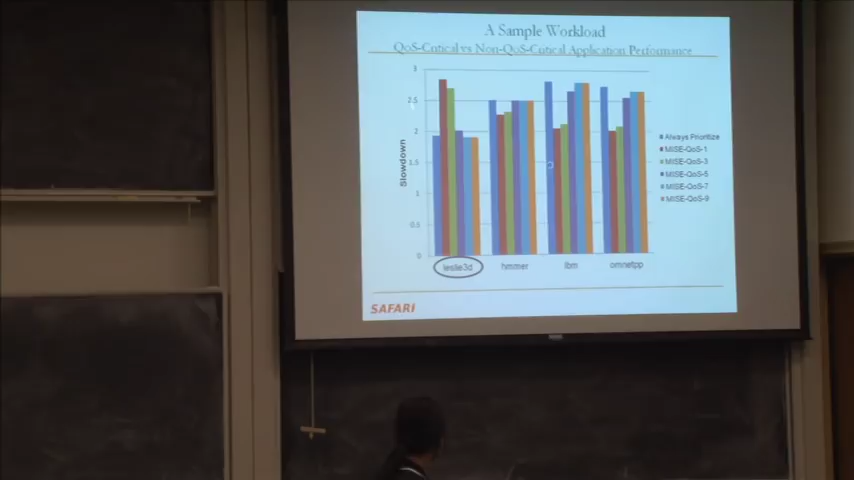 A Sample Workload
QoS-Critical vs Non-QoS-Critical Application Performance
3
2.5
2
1.5
1
0.5
0
Slowdown
leslie3d hmmer lbm omnetpp
Always Prioritize
MISE-QoS-1
MISE-QoS-3
MISE-QoS-5
MISE-QoS-7
MISE-QoS-9
SAFARI